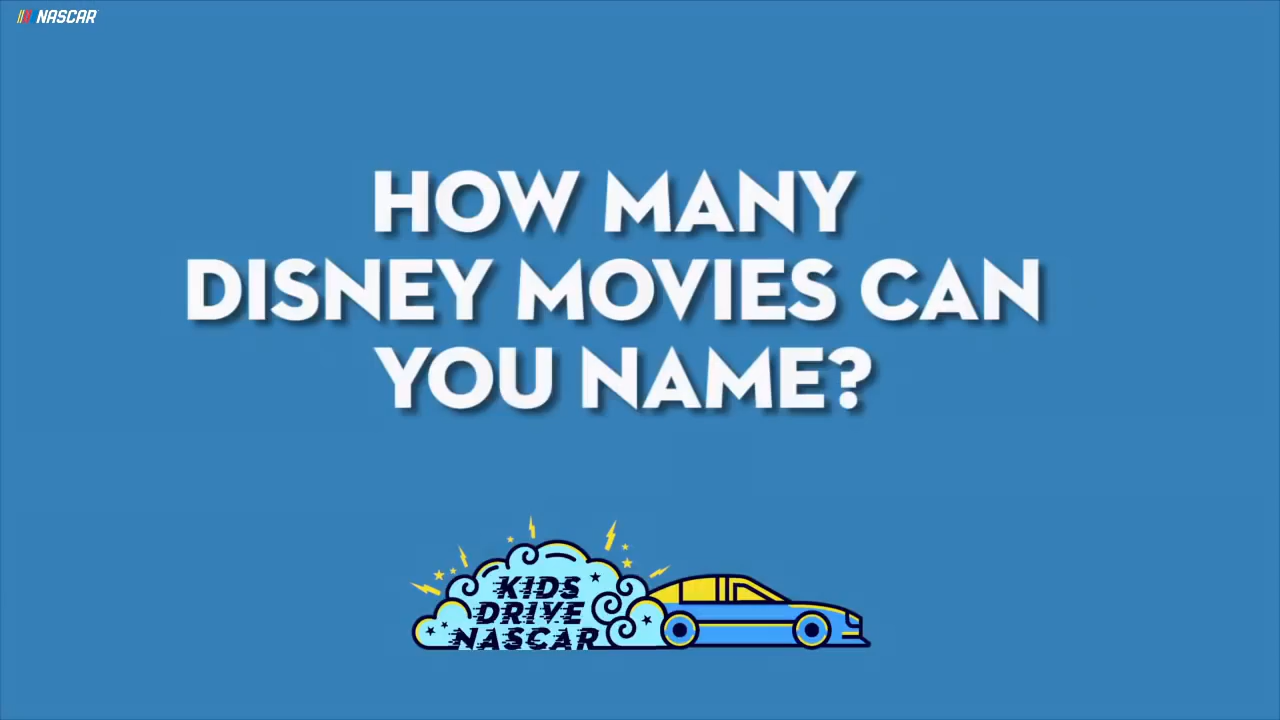 NASCAR
HOW MANY
DISNEY MOVIES CAN
YOU NAME?
KIDS
DRIVE
NASCAR